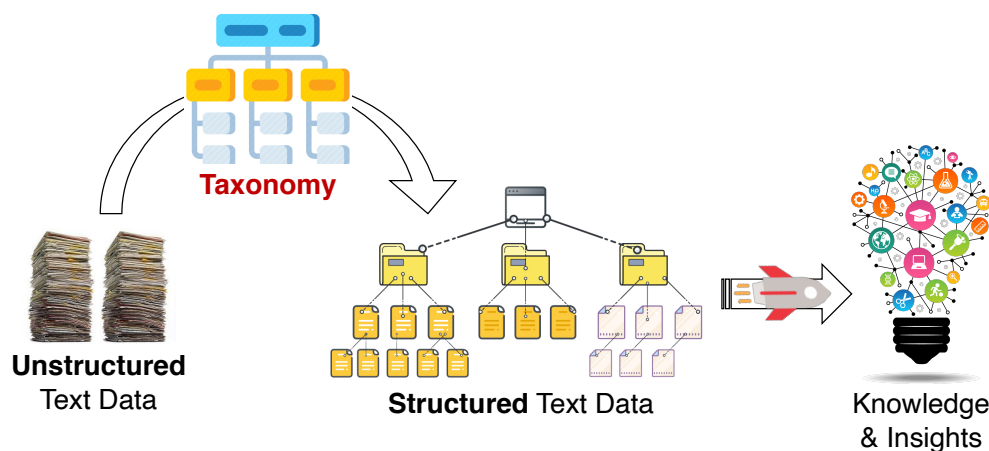 Taxonomy
Unstructured
Text Data
Structured Text Data
Knowledge
& Insights